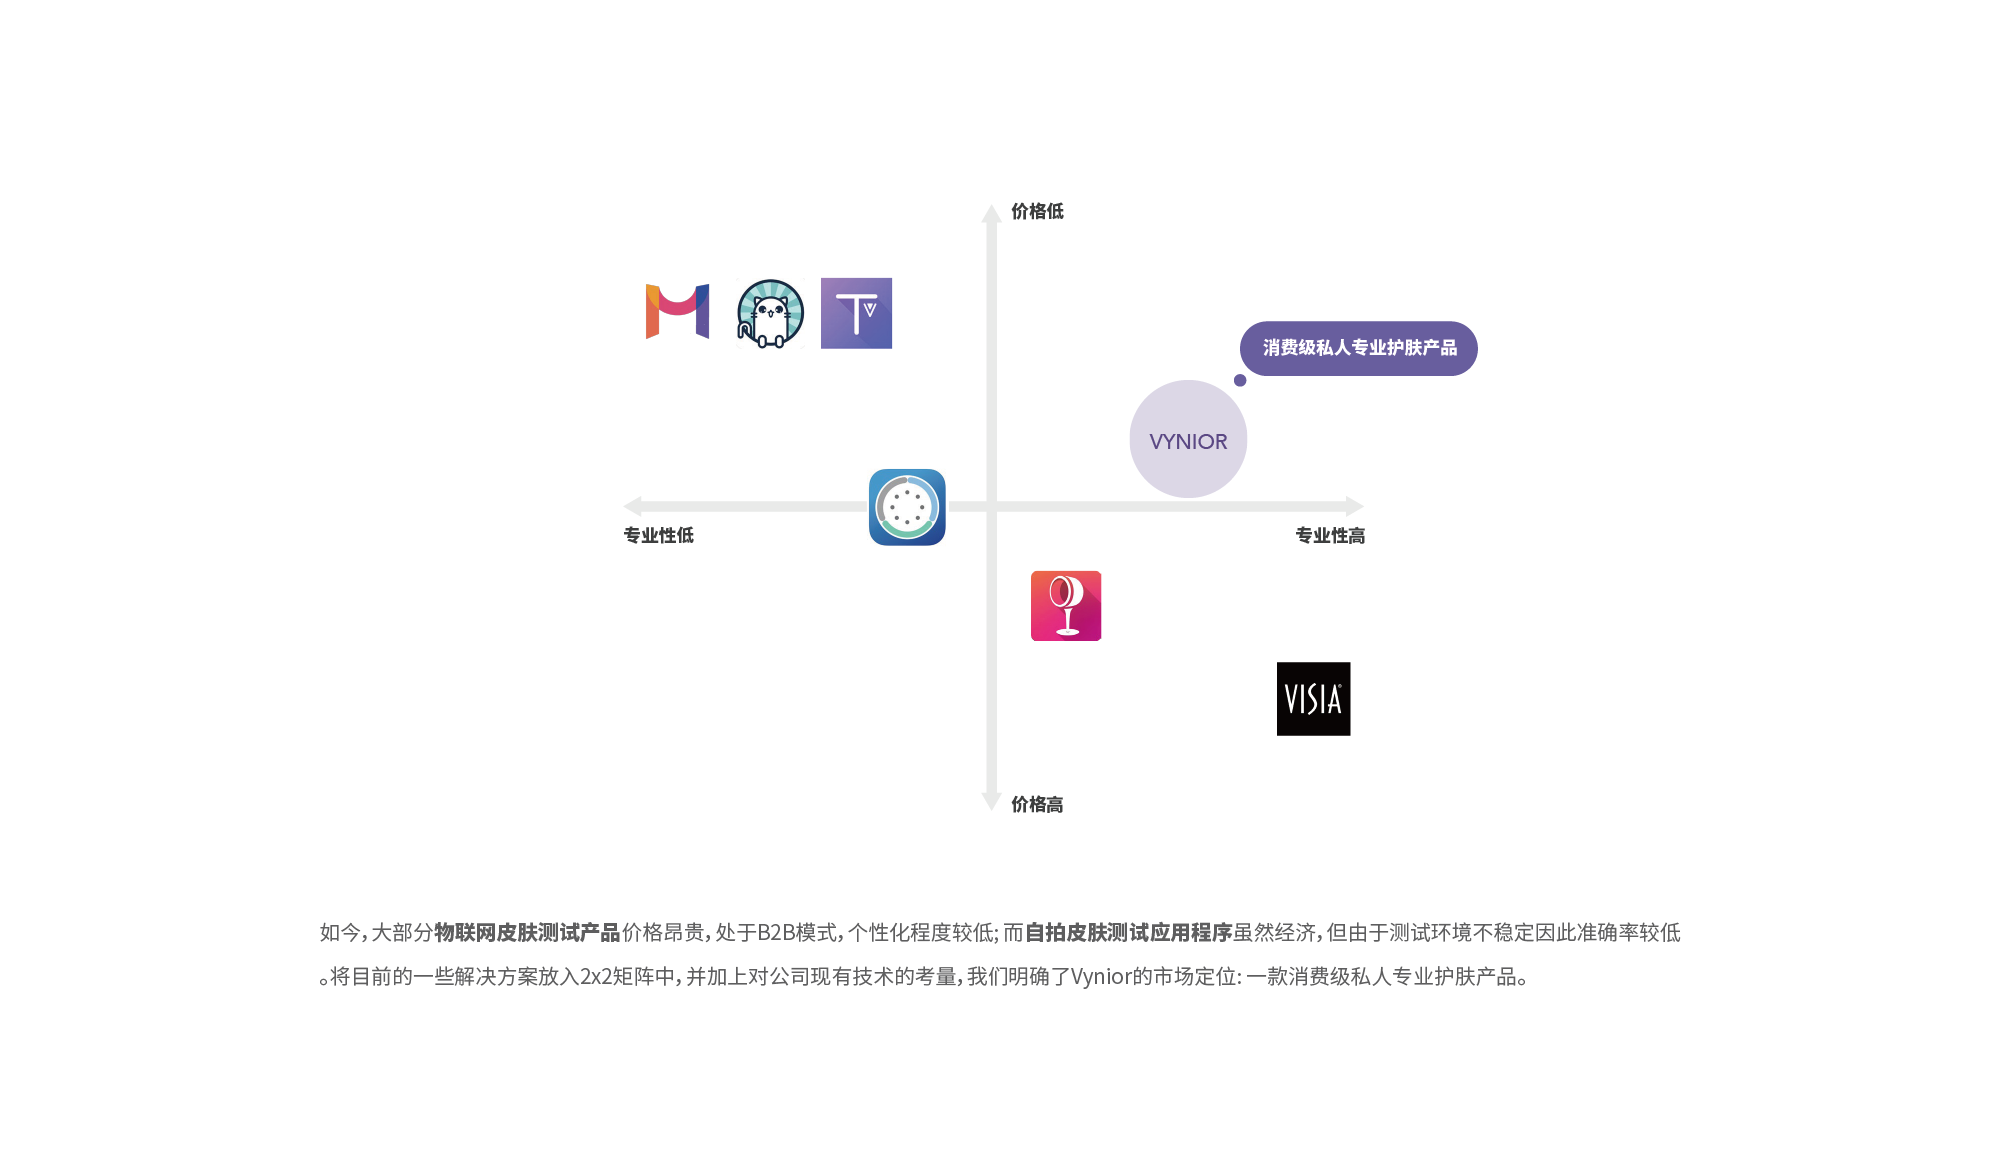 价格低
消费级私人专业护肤产品
VYNIOR
专业性低
专业性高
VISIA®
价格高
如今，大部分物联网皮肤测试产品价格昂贵，处于B2B模式，个性化程度较低；而自拍皮肤测试应用程序虽然经济，但由于测试环境不稳定因此准确率较低
。将目前的一些解决方案放入2x2矩阵中，并加上对公司现有技术的考量，我们明确了Vynior的市场定位：一款消费级私人专业护肤产品。